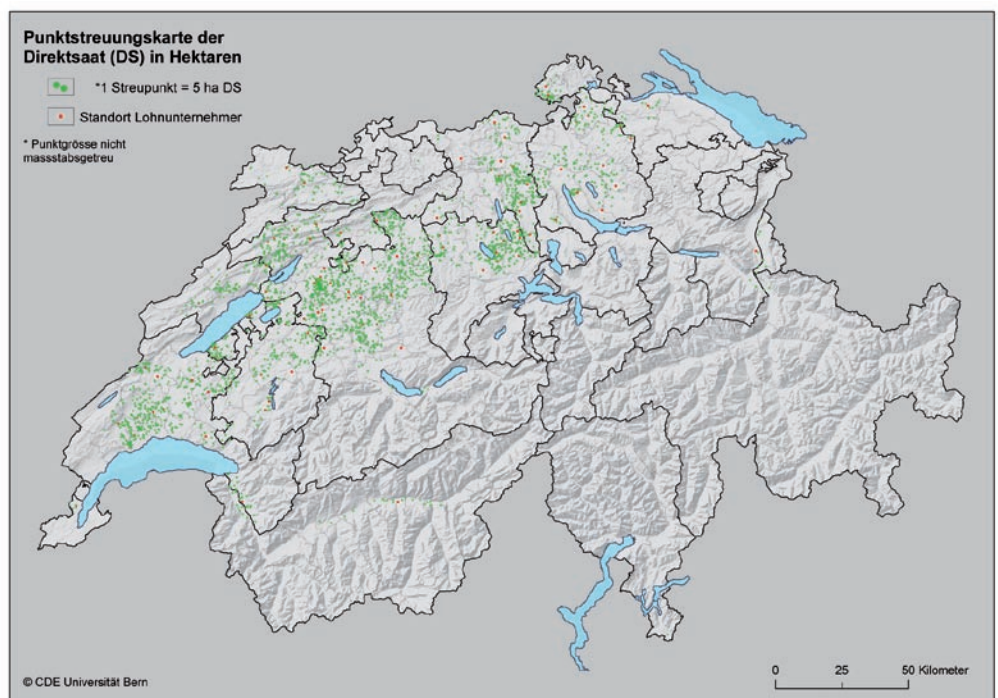 Punktstreuungskarte der
Direktsaat (DS) in Hektaren
*1 Streupunkt = 5 ha DS
Standort Lohnunternehmer
* Punktgrösse nicht
massstabsgetreu
0 25 50 Kilometer
© CDE Universität Bern